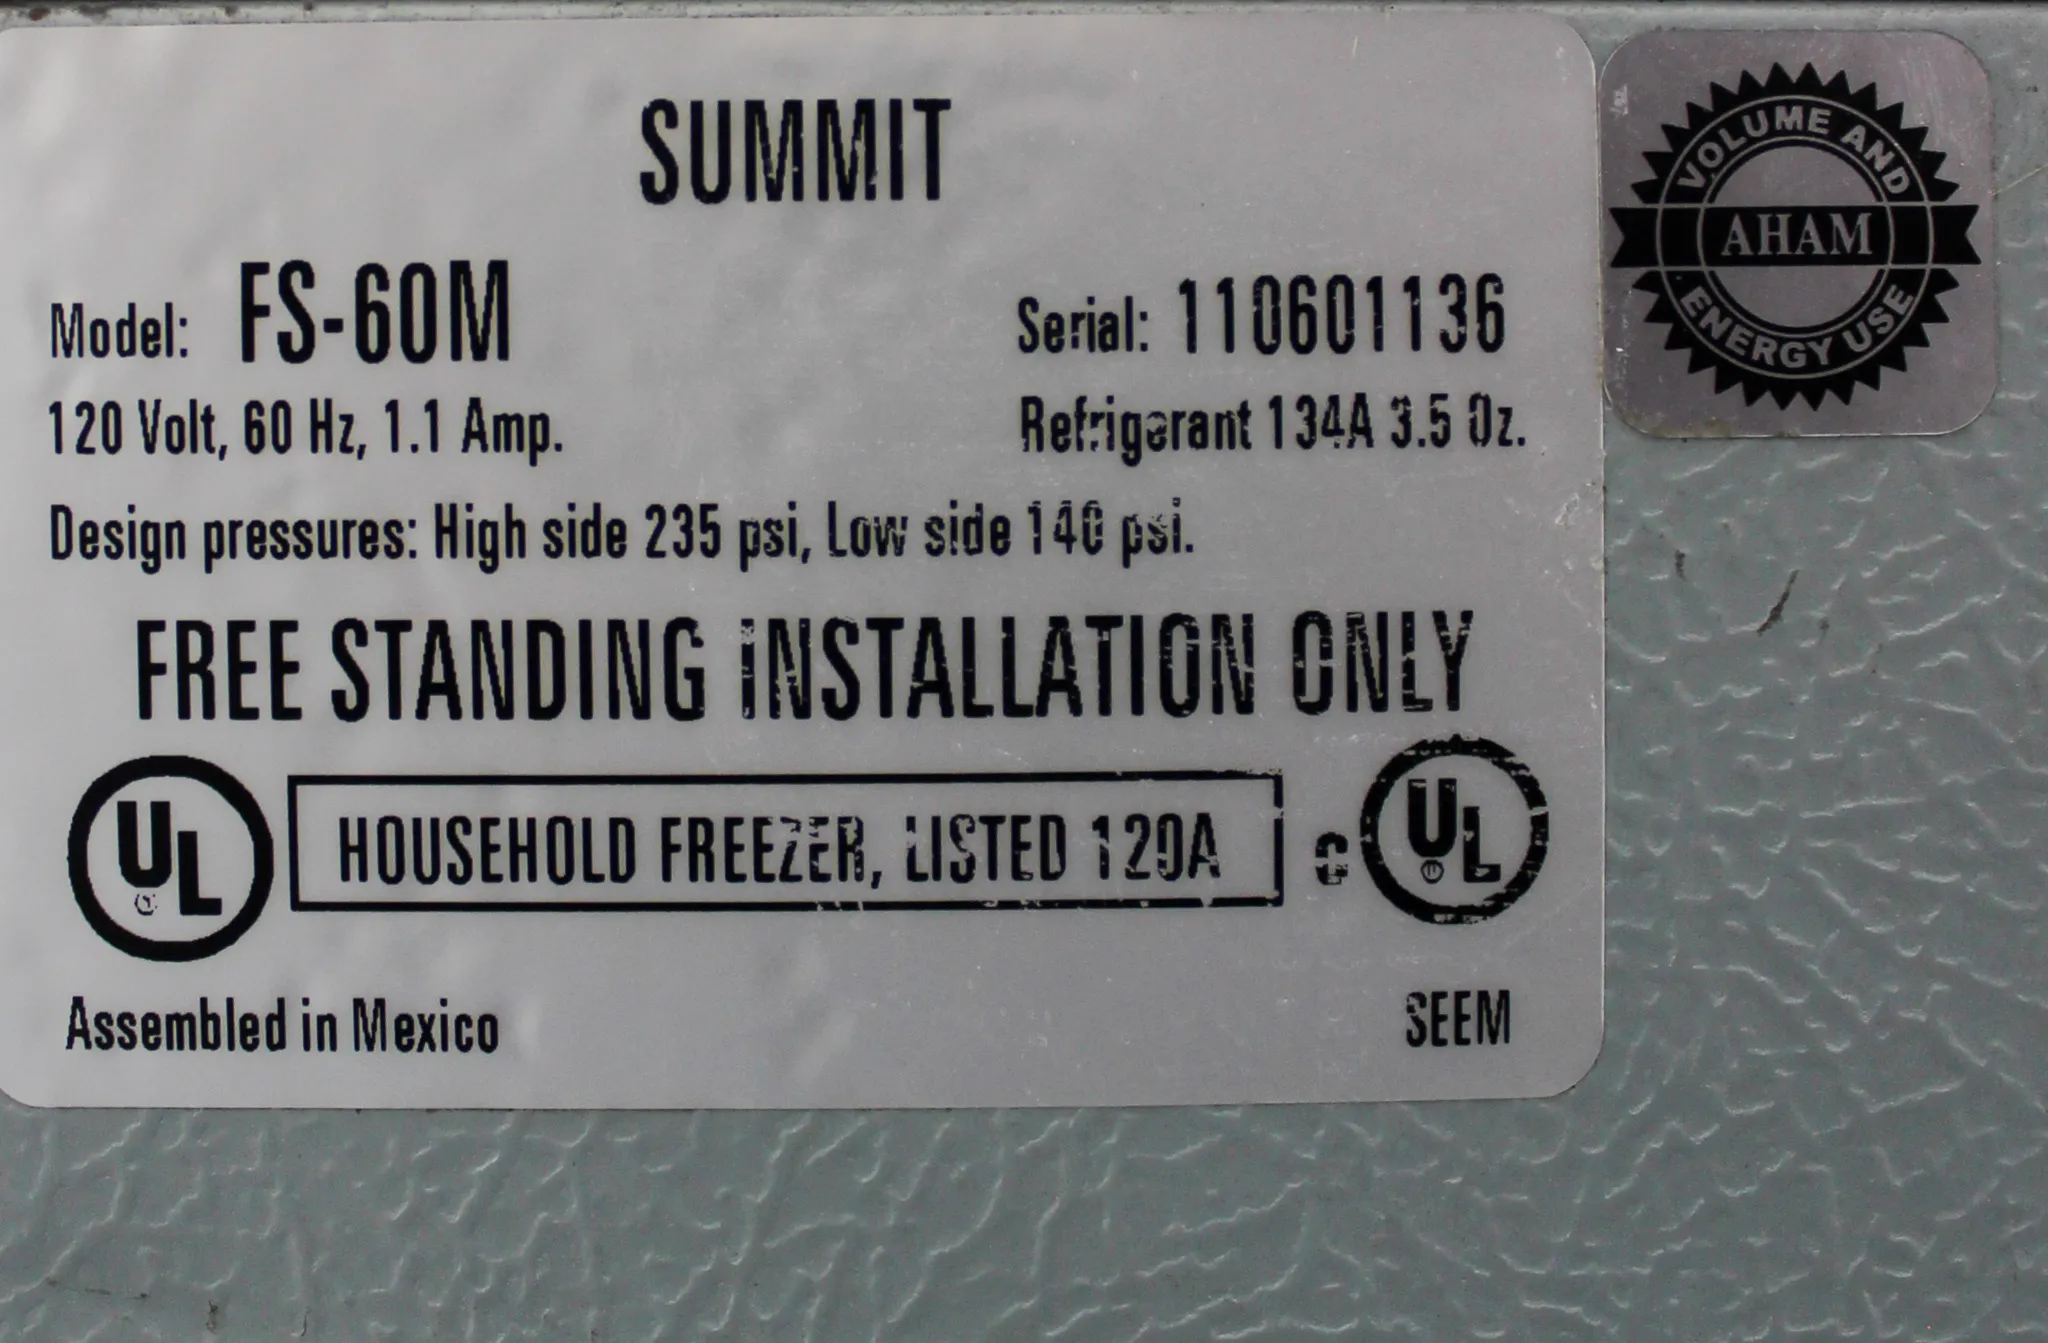 SUMMIT
Model: FS-60M
Serial: 110601136
120 Volt, 60 Hz, 1.1 Amp.
Refrigerant 134A 3.5 Oz.
Design pressures: High side 235 psi, Low side 140 psi.
FREE STANDING INSTALLATION ONLY
UL
HOUSEHOLD FREEZER, LISTED 120A
C UL
Assembled in Mexico
SEEM
VOLUME AND
AHAM
ENERGY USE